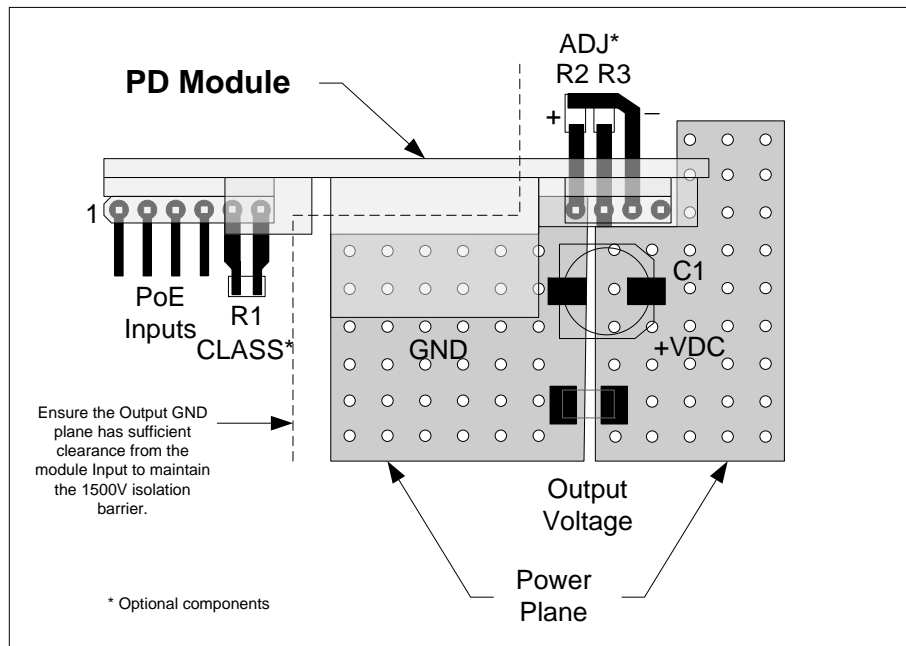 ADJ*
R2 R3
PD Module
+
–
1
PoE
Inputs
R1
CLASS*
C1
GND
+VDC
Ensure the Output GND
plane has sufficient
clearance from the
module Input to maintain
the 1500V isolation
barrier.
Output
Voltage
Power
Plane
* Optional components